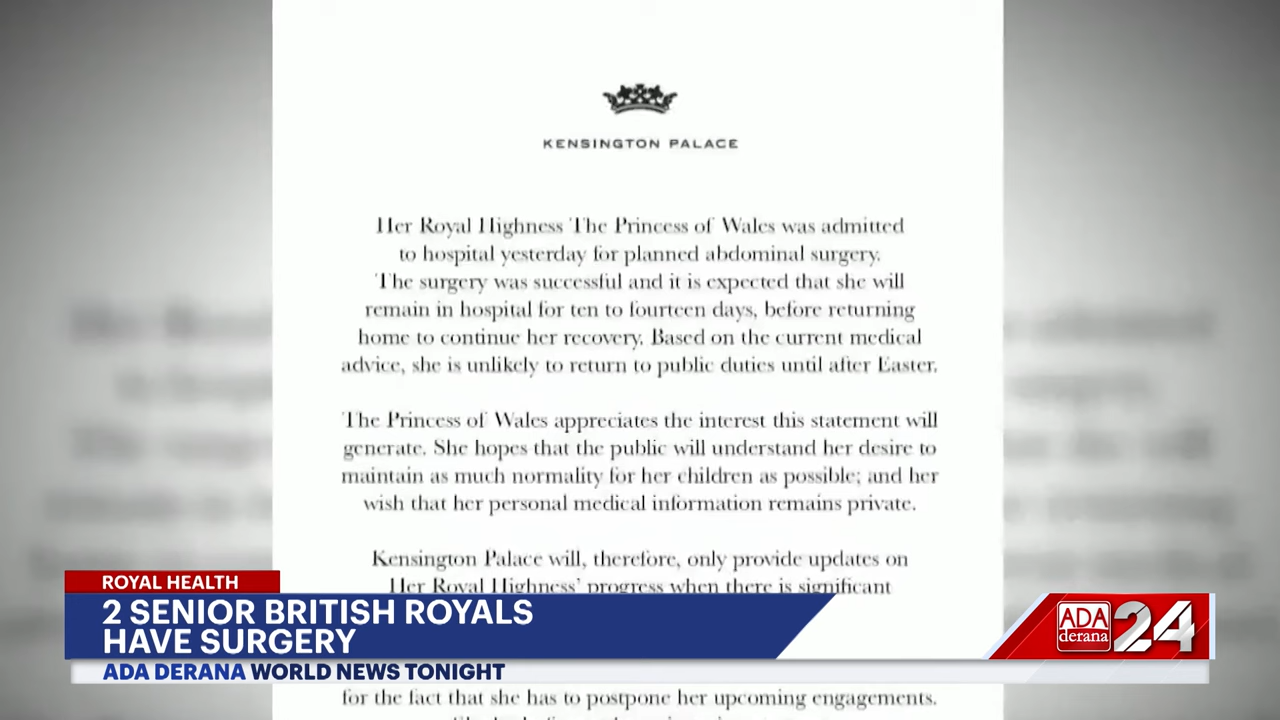 KENSINGTON PALACE
Her Royal Highness The Princess of Wales was admitted
to hospital yesterday for planned abdominal surgery.
The surgery was successful and it is expected that she will
remain in hospital for ten to fourteen days, before returning
home to continue her recovery. Based on the current medical
advice, she is unlikely to return to public duties until after Easter.
The Princess of Wales appreciates the interest this statement will
generate. She hopes that the public will understand her desire to
maintain as much normality for her children as possible; and her
wish that her personal medical information remains private.
Kensington Palace will, therefore, only provide updates on
Her Royal Highness' progress when there is significant
ROYAL HEALTH
2 SENIOR BRITISH ROYALS
HAVE SURGERY
ADA DERANA WORLD NEWS TONIGHT
ADA
derana
24
for the fact that she has to postpone her upcoming engagements.